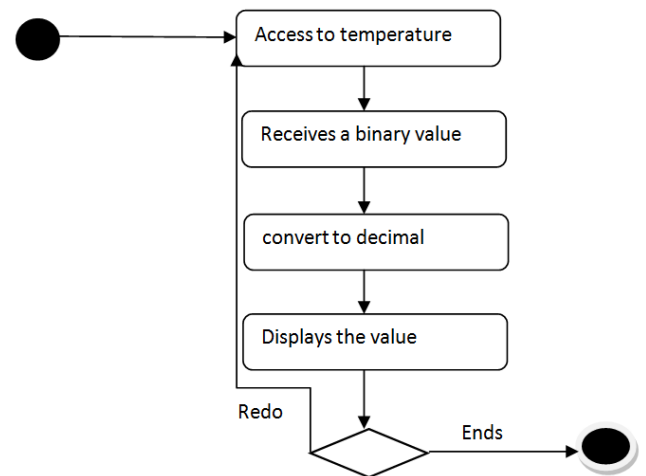 Access to temperature
Receives a binary value
convert to decimal
Displays the value
Redo
Ends